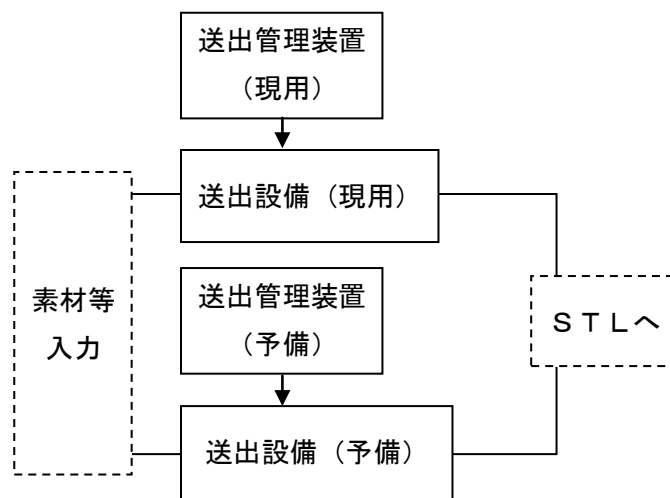 送出管理装置
（現用）
送出設備（現用）
素材等
入力
送出管理装置
（予備）
ＳＴＬへ
送出設備（予備）